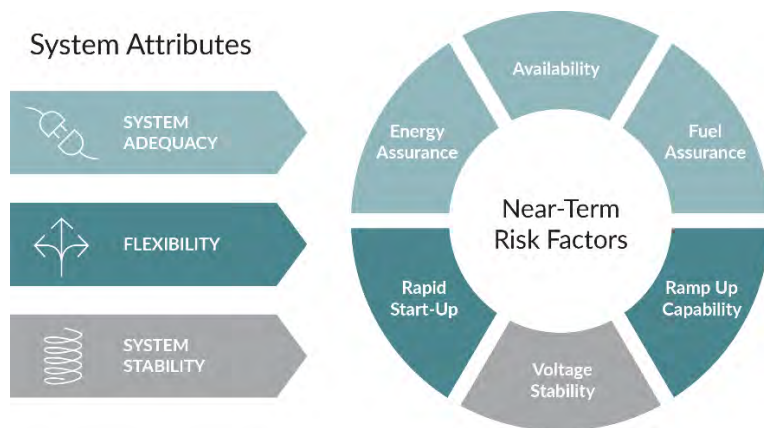 System Attributes
SYSTEM
ADEQUACY
FLEXIBILITY
SYSTEM
STABILITY
Availability
Energy
Assurance
Fuel
Assurance
Near-Term
Risk Factors
Rapid
Start-Up
Ramp Up
Capability
Voltage
Stability